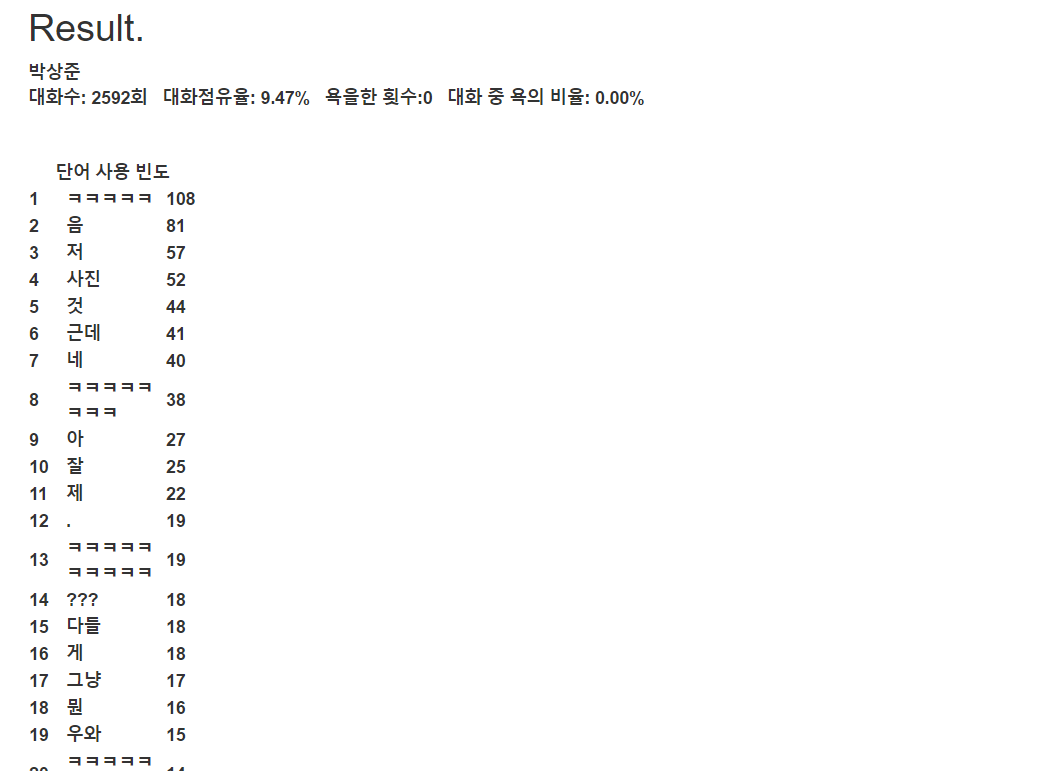 Result.
박상준
대화수: 2592회 대화점유율: 9.47% 욕을한 횟수:0 대화 중 욕의 비율: 0.00%
단어 사용 빈도
1 ㅋㅋㅋㅋㅋ 108
2 음 81
3 저 57
4 사진 52
5 것 44
6 근데 41
7 네 40
ㅋㅋㅋㅋㅋ
8 38
ㅋㅋㅋ
9 아 27
10 잘 25
11 제 22
12 . 19
ㅋㅋㅋㅋㅋ
13 19
ㅋㅋㅋㅋㅋ
14 ??? 18
15 다들 18
16 게 18
17 그냥 17
18 뭔 16
19 우와 15
ㅋㅋㅋㅋㅋ